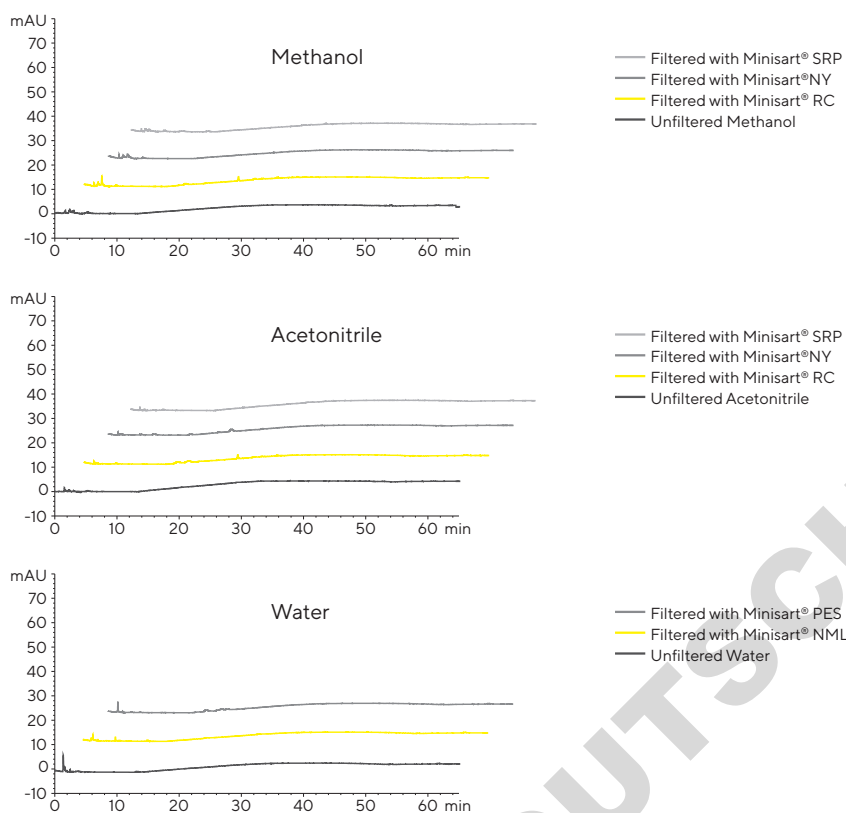 mAU
70
60
50
40
30
20
10
0
-10
Methanol
0 10 20 30 40 50 60 min
Filtered with Minisart® SRP
Filtered with Minisart®NY
Filtered with Minisart® RC
Unfiltered Methanol
mAU
70
60
50
40
30
20
10
0
-10
Acetonitrile
0 10 20 30 40 50 60 min
Filtered with Minisart® SRP
Filtered with Minisart®NY
Filtered with Minisart® RC
Unfiltered Acetonitrile
mAU
70
60
50
40
30
20
10
0
-10
Water
0 10 20 30 40 50 60 min
Filtered with Minisart® PES
Filtered with Minisart® NML
Unfiltered Water